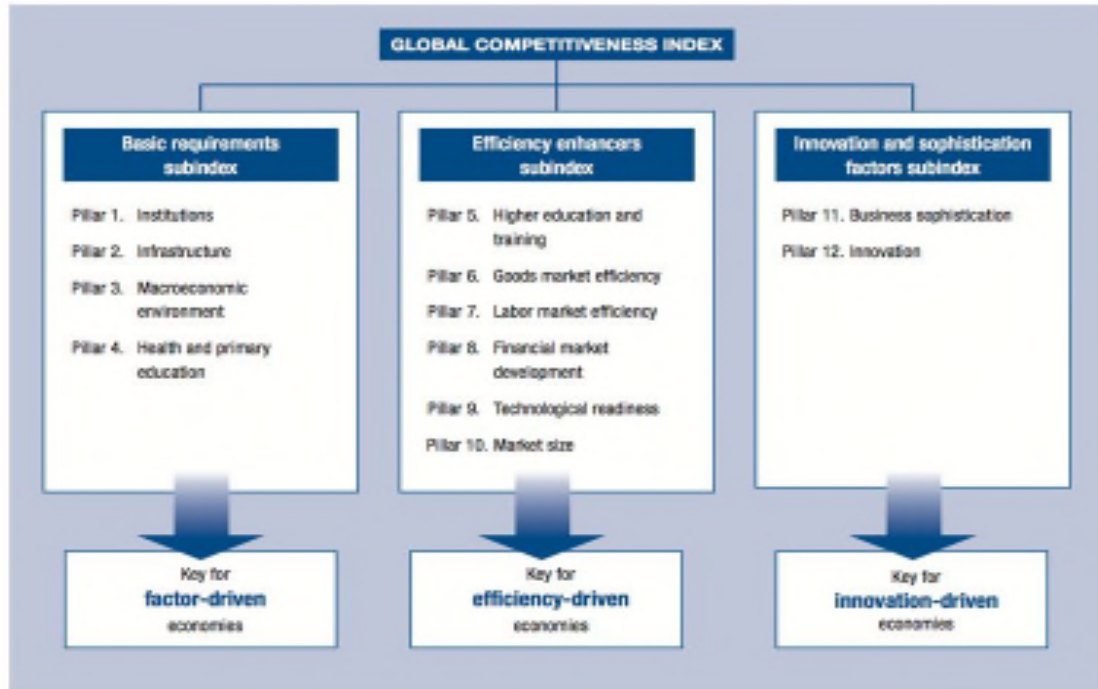 GLOBAL COMPETITIVENESS INDEX
Basic requirements
subindex
Pillar 1. Institutions
Pillar 2. Infrastructure
Pillar 3. Macroeconomic
environment
Pillar 4. Health and primary
education
Key for
factor-driven
economies
Efficiency enhancers
subindex
Pillar 5. Higher education and
training
Pillar 6. Goods market efficiency
Pillar 7. Labor market efficiency
Pillar 8. Financial market
development
Pillar 9. Technological readiness
Pillar 10. Market size
Key for
efficiency-driven
economies
Innovation and sophistication
factors subindex
Pillar 11. Business sophistication
Pillar 12. Innovation
Key for
innovation-driven
economies